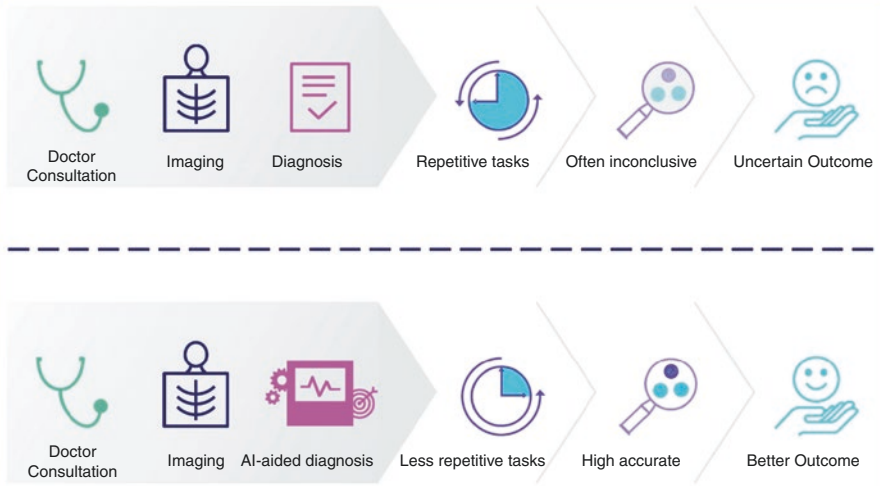 Doctor
Consultation
Imaging
Diagnosis
Repetitive tasks
Often inconclusive
Uncertain Outcome
Doctor
Consultation
Imaging
AI-aided diagnosis
Less repetitive tasks
High accurate
Better Outcome